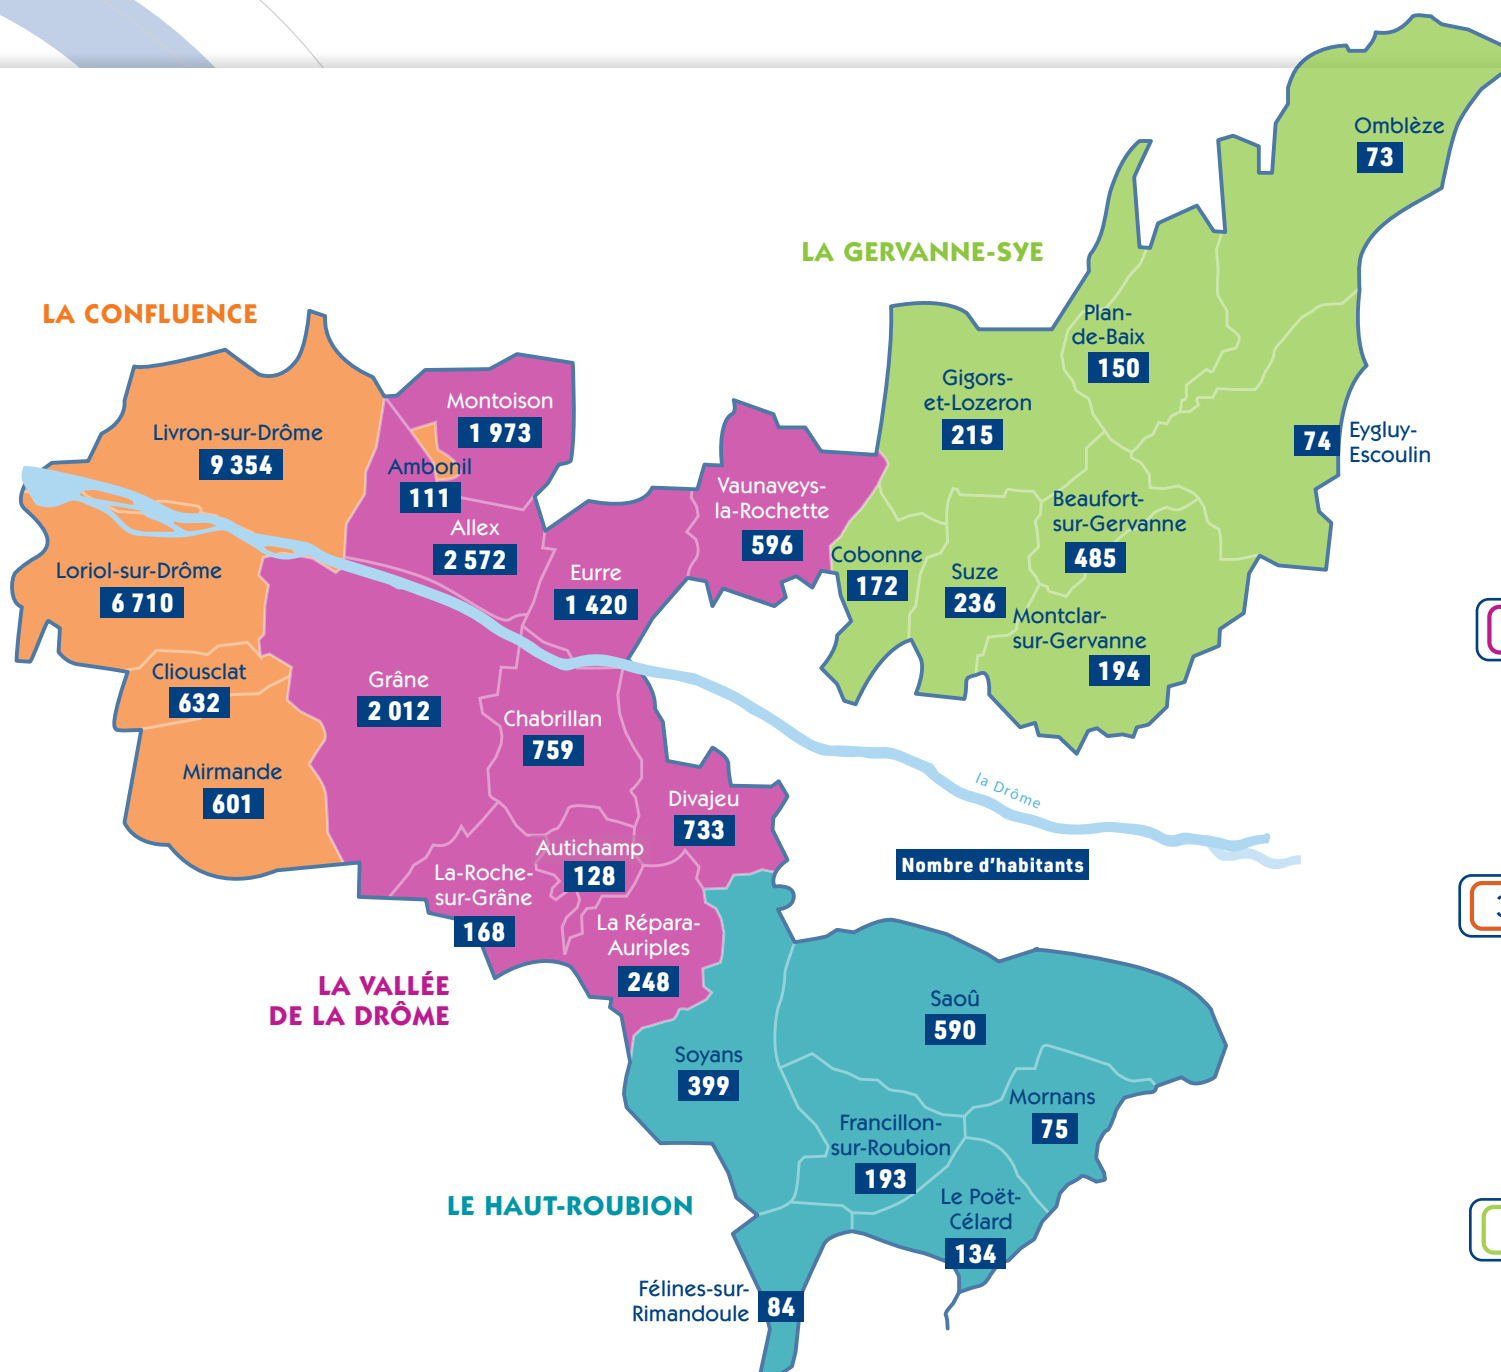 Omblèze
73
LA GERVANNE-SYE
LA CONFLUENCE
Plan-
de-Baix
150
Gigors-
et-Lozeron
215
Montoison
1 973
Livron-sur-Drôme
9 354
74
Eygluy-
Escoulin
Ambonil
111
Vaunaveys-
la-Rochette
596
Beaufort-
sur-Gervanne
485
Allex
2 572
Cobonne
172
Loriol-sur-Drôme
6 710
Eurre
1 420
Suze
236
Montclar-
sur-Gervanne
194
Cliousclat
632
Grâne
2 012
Chabrillan
759
Mirmande
601
la Drôme
Divajeu
733
Autichamp
128
Nombre d'habitants
La-Roche-
sur-Grâne
168
La Répara-
Auriples
248
LA VALLÉE
DE LA DRÔME
Saoû
590
Soyans
399
Mornans
75
Francillon-
sur-Roubion
193
LE HAUT-ROUBION
Le Poët-
Célard
134
Félines-sur-
Rimandoule
84